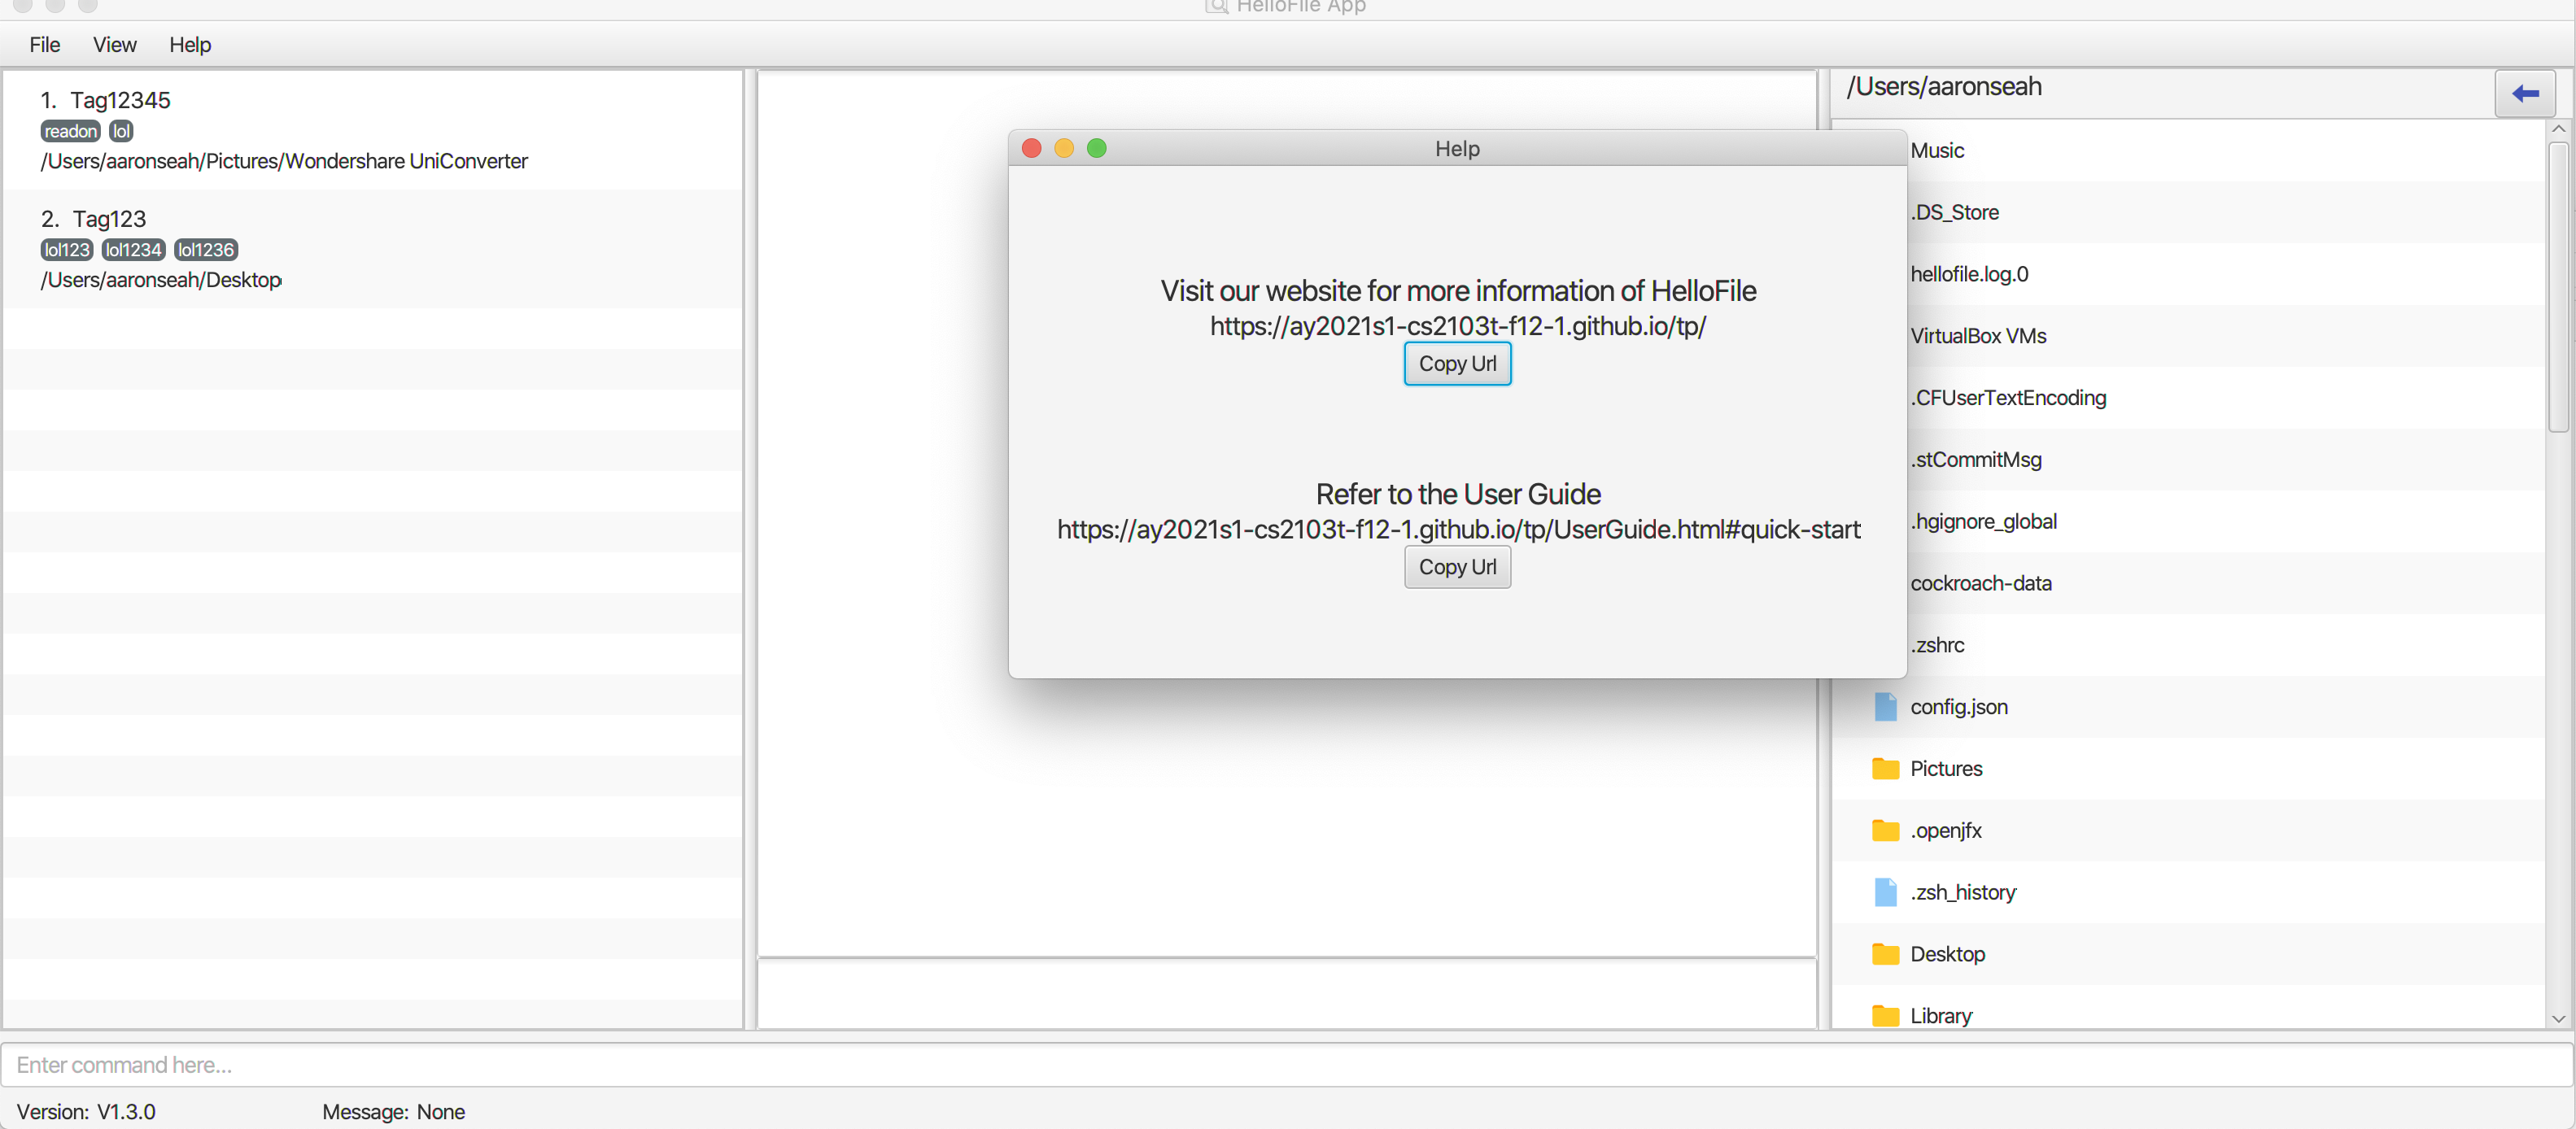 HelloFile App
File View Help
1. Tag12345
readon lol
/Users/aaronseah/Pictures/Wondershare UniConverter
2. Tag123
lol123 lol1234 lol1236
/Users/aaronseah/Desktop
Help
Visit our website for more information of HelloFile
https://ay2021s1-cs2103t-f12-1.github.io/tp/
Copy Url
Refer to the User Guide
https://ay2021s1-cs2103t-f12-1.github.io/tp/UserGuide.html#quick-start
Copy Url
/Users/aaronseah
Music
.DS_Store
hellofile.log.0
VirtualBox VMs
.CFUserTextEncoding
.stCommitMsg
.hgignore_global
cockroach-data
.zshrc
config.json
Pictures
.openjfx
.zsh_history
Desktop
Library
Enter command here...
Version: V1.3.0 Message: None